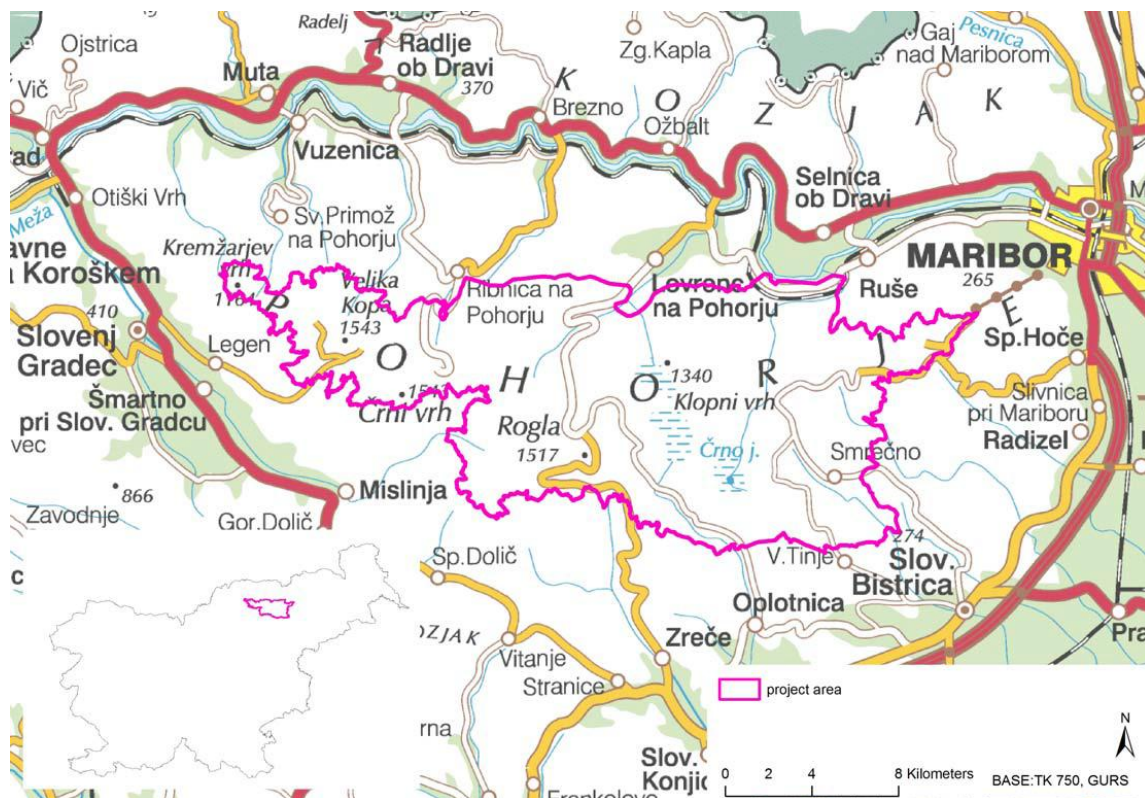 Radelj
Ojstrica
Radlje
ob Dravi
370
Zg.Kapla
Gaj
nad Mariborom
Pesnica
Vič
Muta
K
Brezno
O
Ožbalt
Z
J
A
K
Vuzenica
Selnica
ob Dravi
Otiški Vrh
Meža
Sv. Primož
na Pohorju
MARIBOR
265
Kremžarjev
vrh
Velika
Kopa
1543
P
Ribnica na
Pohorju
Lovrenc
na Pohorju
Ruše
a Koroškem
410
Slovenj
Gradec
Legen
O
H
O
R
J
E
1340
Klopni vrh
Sp.Hoče
Slivnica
pri Mariboru
Radizel
Šmartno
pri Slov. Gradcu
Črni vrh
Rogla
1517
Črno j.
Smrečno
866
Zavodnje
Mislinja
Gor.Dolič
274
Slov.
Bistrica
V.Tinje
Sp.Dolič
Oplotnica
Vitanje
Stranice
Zreče
Slov.
project area
N
0 2 4 8 Kilometers
BASE:TK 750, GURS